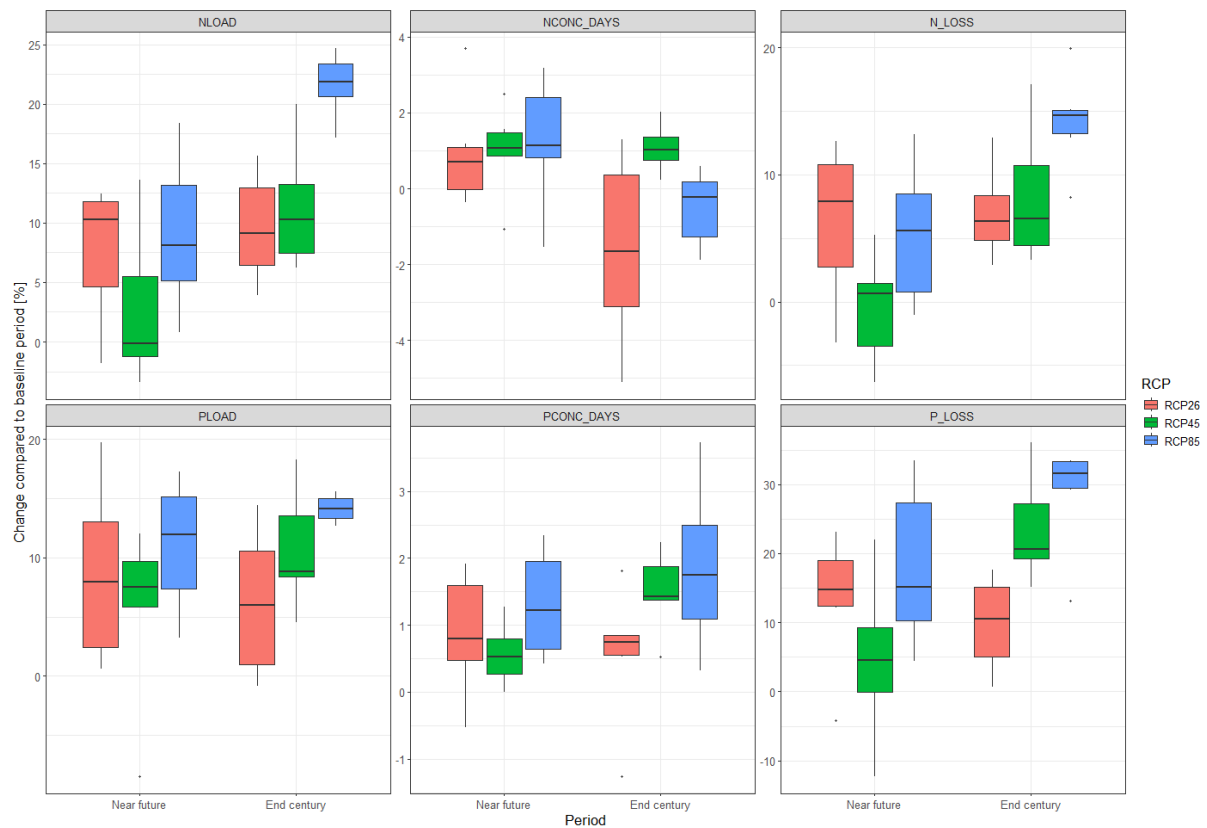 NLOAD
NCONC_DAYS
N_LOSS
25
20
15
10
5
0
4
2
0
-2
-4
20
10
0
Change compared to baseline period [%]
PLOAD
PCONC_DAYS
P_LOSS
20
10
0
3
2
1
0
-1
30
20
10
0
-10
Near future
End century
Near future
End century
Near future
End century
Period
RCP
RCP26
RCP45
RCP85